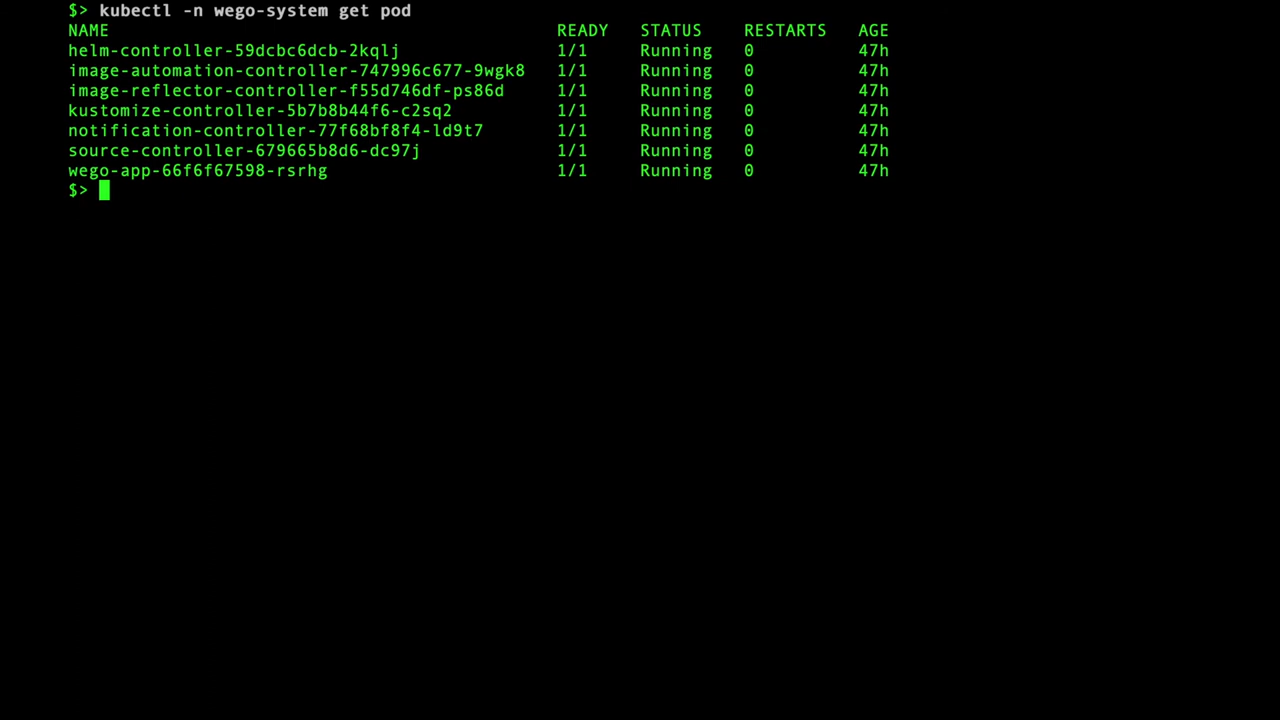 $> kubectl -n wego-system get pod
NAME READY STATUS RESTARTS AGE
helm-controller-59dcbc6dcb-2kqlj 1/1 Running 0 47h
image-automation-controller-747996c677-9wgk8 1/1 Running 0 47h
image-reflector-controller-f55d746df-ps86d 1/1 Running 0 47h
kustomize-controller-5b7b8b44f6-c2sq2 1/1 Running 0 47h
notification-controller-77f68bf8f4-ld9t7 1/1 Running 0 47h
source-controller-679665b8d6-dc97j 1/1 Running 0 47h
wego-app-66f6f67598-rsrhg 1/1 Running 0 47h
$>